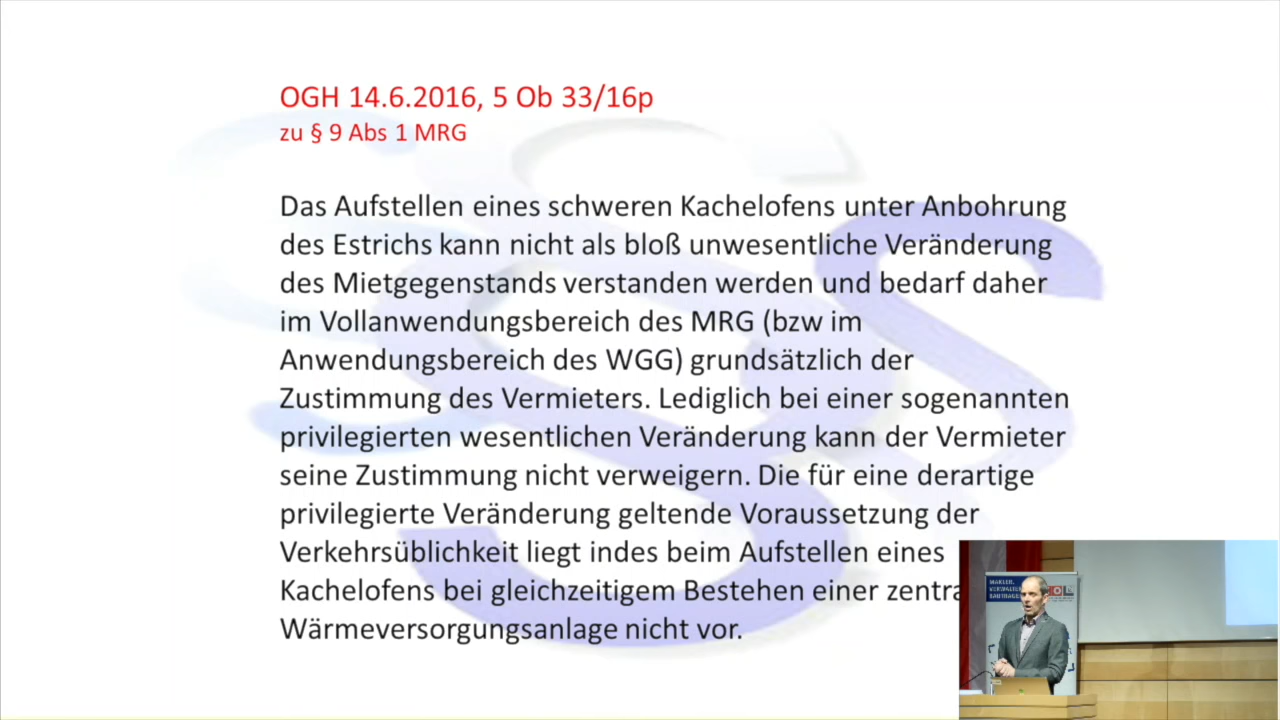 OGH 14.6.2016, 5 Ob 33/16p
zu § 9 Abs 1 MRG
Das Aufstellen eines schweren Kachelofens unter Anbohrung
des Estrichs kann nicht als bloß unwesentliche Veränderung
des Mietgegenstands verstanden werden und bedarf daher
im Vollanwendungsbereich des MRG (bzw im
Anwendungsbereich des WGG) grundsätzlich der
Zustimmung des Vermieters. Lediglich bei einer sogenannten
privilegierten wesentlichen Veränderung kann der Vermieter
seine Zustimmung nicht verweigern. Die für eine derartige
privilegierte Veränderung geltende Voraussetzung der
Verkehrsüblichkeit liegt indes beim Aufstellen eines
Kachelofens bei gleichzeitigem Bestehen einer zentra
Wärmeversorgungsanlage nicht vor.
MAKLER.
VERWALTER